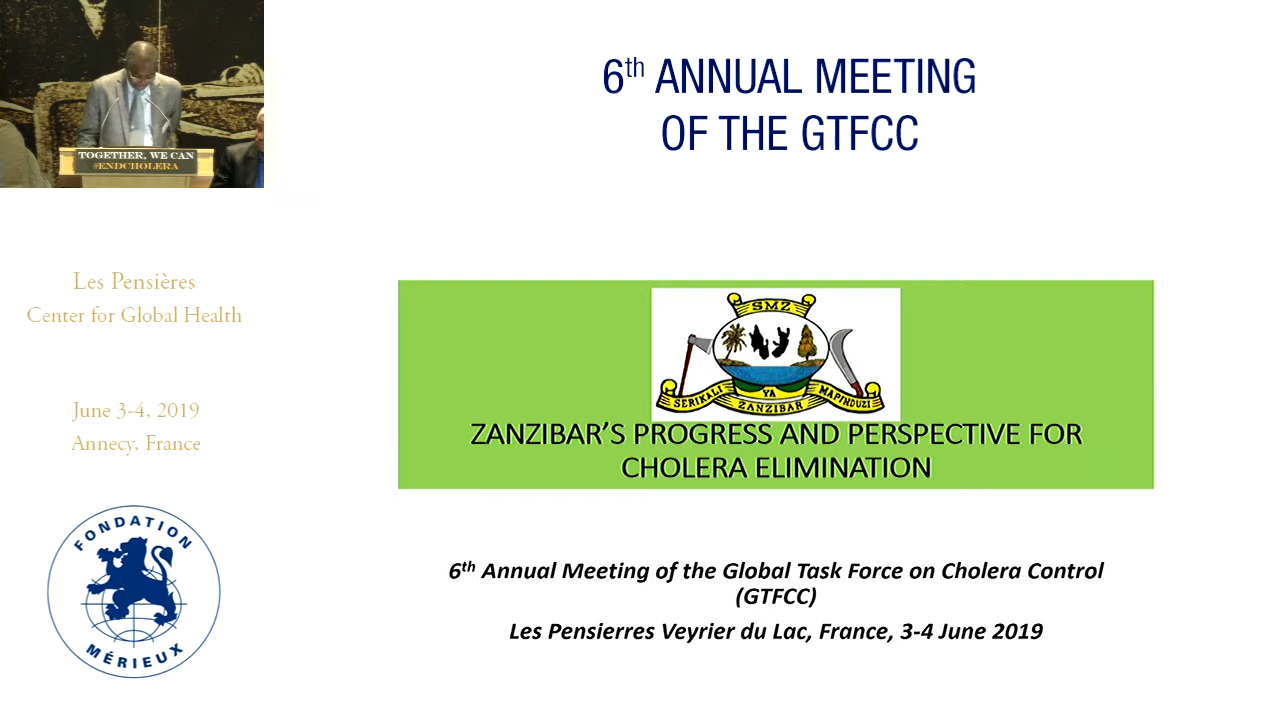 TOGETHER, WE CAN
#ENDCHOLERA
6th ANNUAL MEETING
OF THE GTFCC
Les Pensières
Center for Global Health
June 3-4, 2019
Annecy, France
FONDATION
MÉRIEUX
SMZ
SERIKALI
YA
MAPINDUZI
ZANZIBAR
ZANZIBAR'S PROGRESS AND PERSPECTIVE FOR
CHOLERA ELIMINATION
6th Annual Meeting of the Global Task Force on Cholera Control
(GTFCC)
Les Pensierres Veyrier du Lac, France, 3-4 June 2019